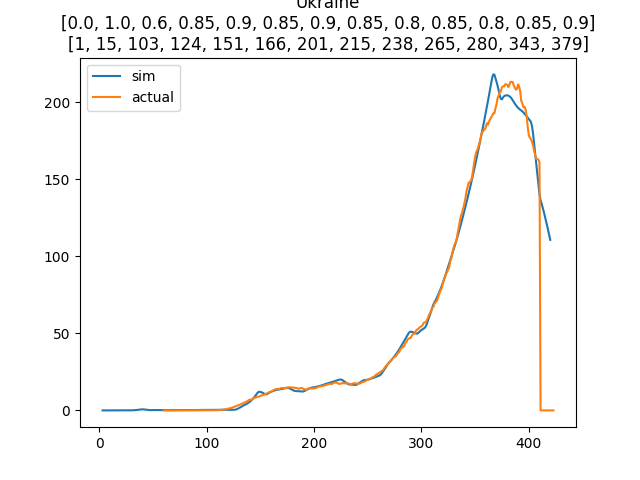 Ukraine
[0.0, 1.0, 0.6, 0.85, 0.9, 0.85, 0.9, 0.85, 0.8, 0.85, 0.8, 0.85, 0.9]
[1, 15, 103, 124, 151, 166, 201, 215, 238, 265, 280, 343, 379]
sim
actual
200
150
100
50
0
0 100 200 300 400